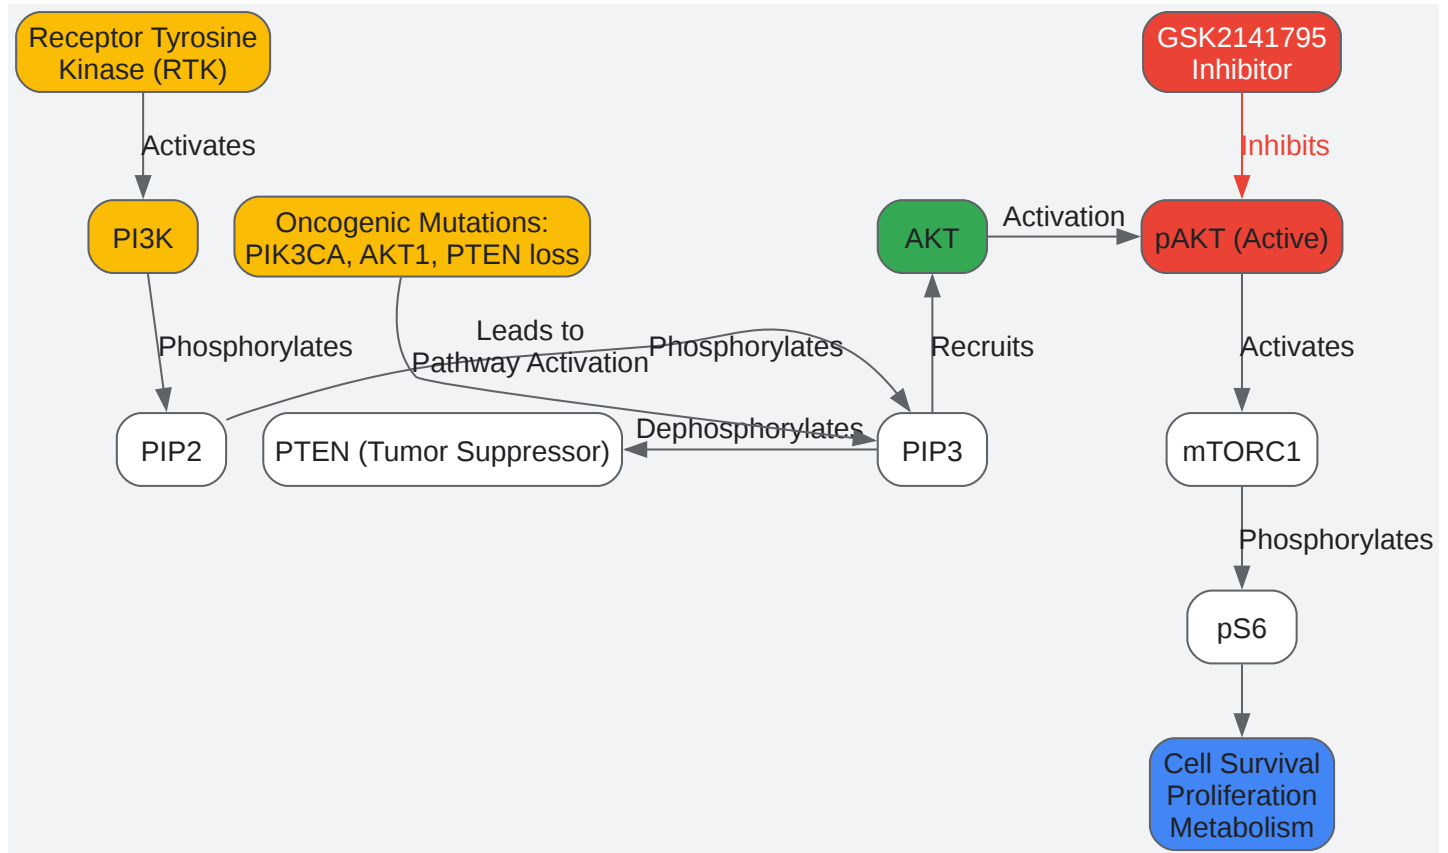 Receptor Tyrosine
Kinase (RTK)
GSK2141795
Inhibitor
Activates
Inhibits
PI3K
Oncogenic Mutations:
PIK3CA, AKT1, PTEN loss
AKT
Activation
pAKT (Active)
Phosphorylates
Leads to
Pathway Activation
Phosphorylates
Recruits
Activates
PIP2
PTEN (Tumor Suppressor)
Dephosphorylates
PIP3
mTORC1
Phosphorylates
pS6
Cell Survival
Proliferation
Metabolism